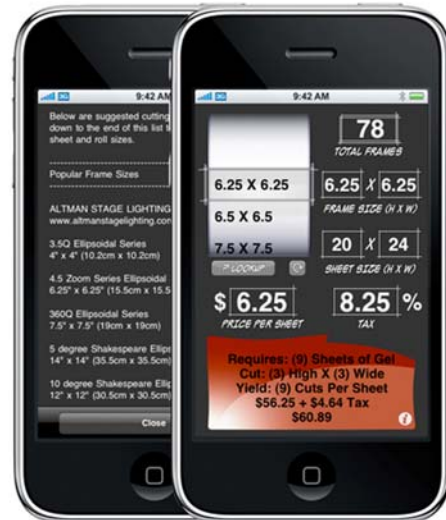 9:42 AM
Below are suggested cutting
down to the end of this list
sheet and roll sizes.
Popular Frame Sizes
ALTMAN STAGE LIGHTING
www.altmanstagelighting.com
3.5Q Ellipsoidal Series
4" x 4" (10.2cm x 10.2cm)
4.5 Zoom Series Ellipsoidal
6.25" x 6.25" (15.5cm x 15.5
360Q Ellipsoidal Series
7.5" x 7.5" (19cm x 19cm)
5 degree Shakespeare Ellip
14" x 14" (35.5cm x 35.5cm)
10 degree Shakespeare Ellip
12" x 12" (30.5cm x 30.5cm)
Close
3G 9:42 AM
78
TOTAL FRAMES
6.25 X 6.25
6.5 X 6.5
7.5 X 7.5
6.25 X 6.25
FRAME SIZE (H X W)
? LOOKUP
20 X 24
SHEET SIZE (H X W)
$ 6.25
PRICE PER SHEET
8.25 %
TAX
Requires: (9) Sheets of Gel
Cut: (3) High X (3) Wide
Yield: (9) Cuts Per Sheet
$56.25 + $4.64 Tax
$60.89